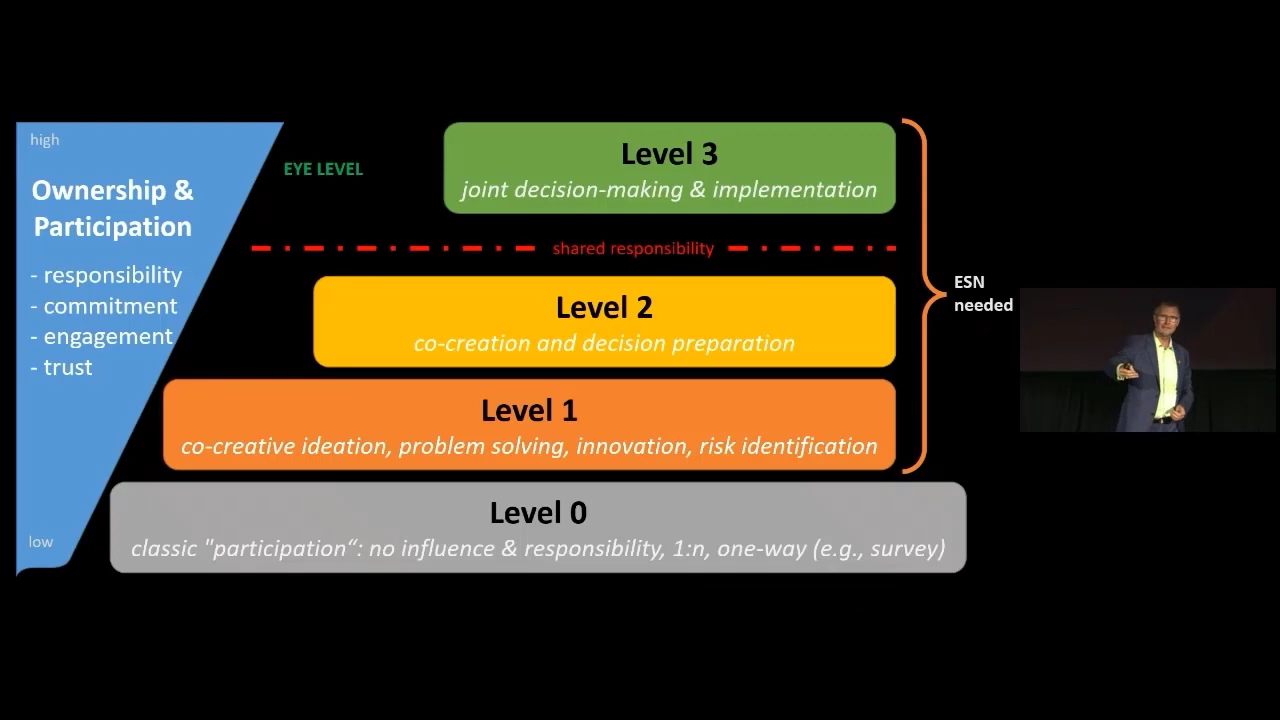 high
Ownership &
Participation
- responsibility
- commitment
- engagement
- trust
low
EYE LEVEL
Level 3
joint decision-making & implementation
shared responsibility
Level 2
co-creation and decision preparation
Level 1
co-creative ideation, problem solving, innovation, risk identification
Level 0
classic "participation“: no influence & responsibility, 1:n, one-way (e.g., survey)
ESN
needed